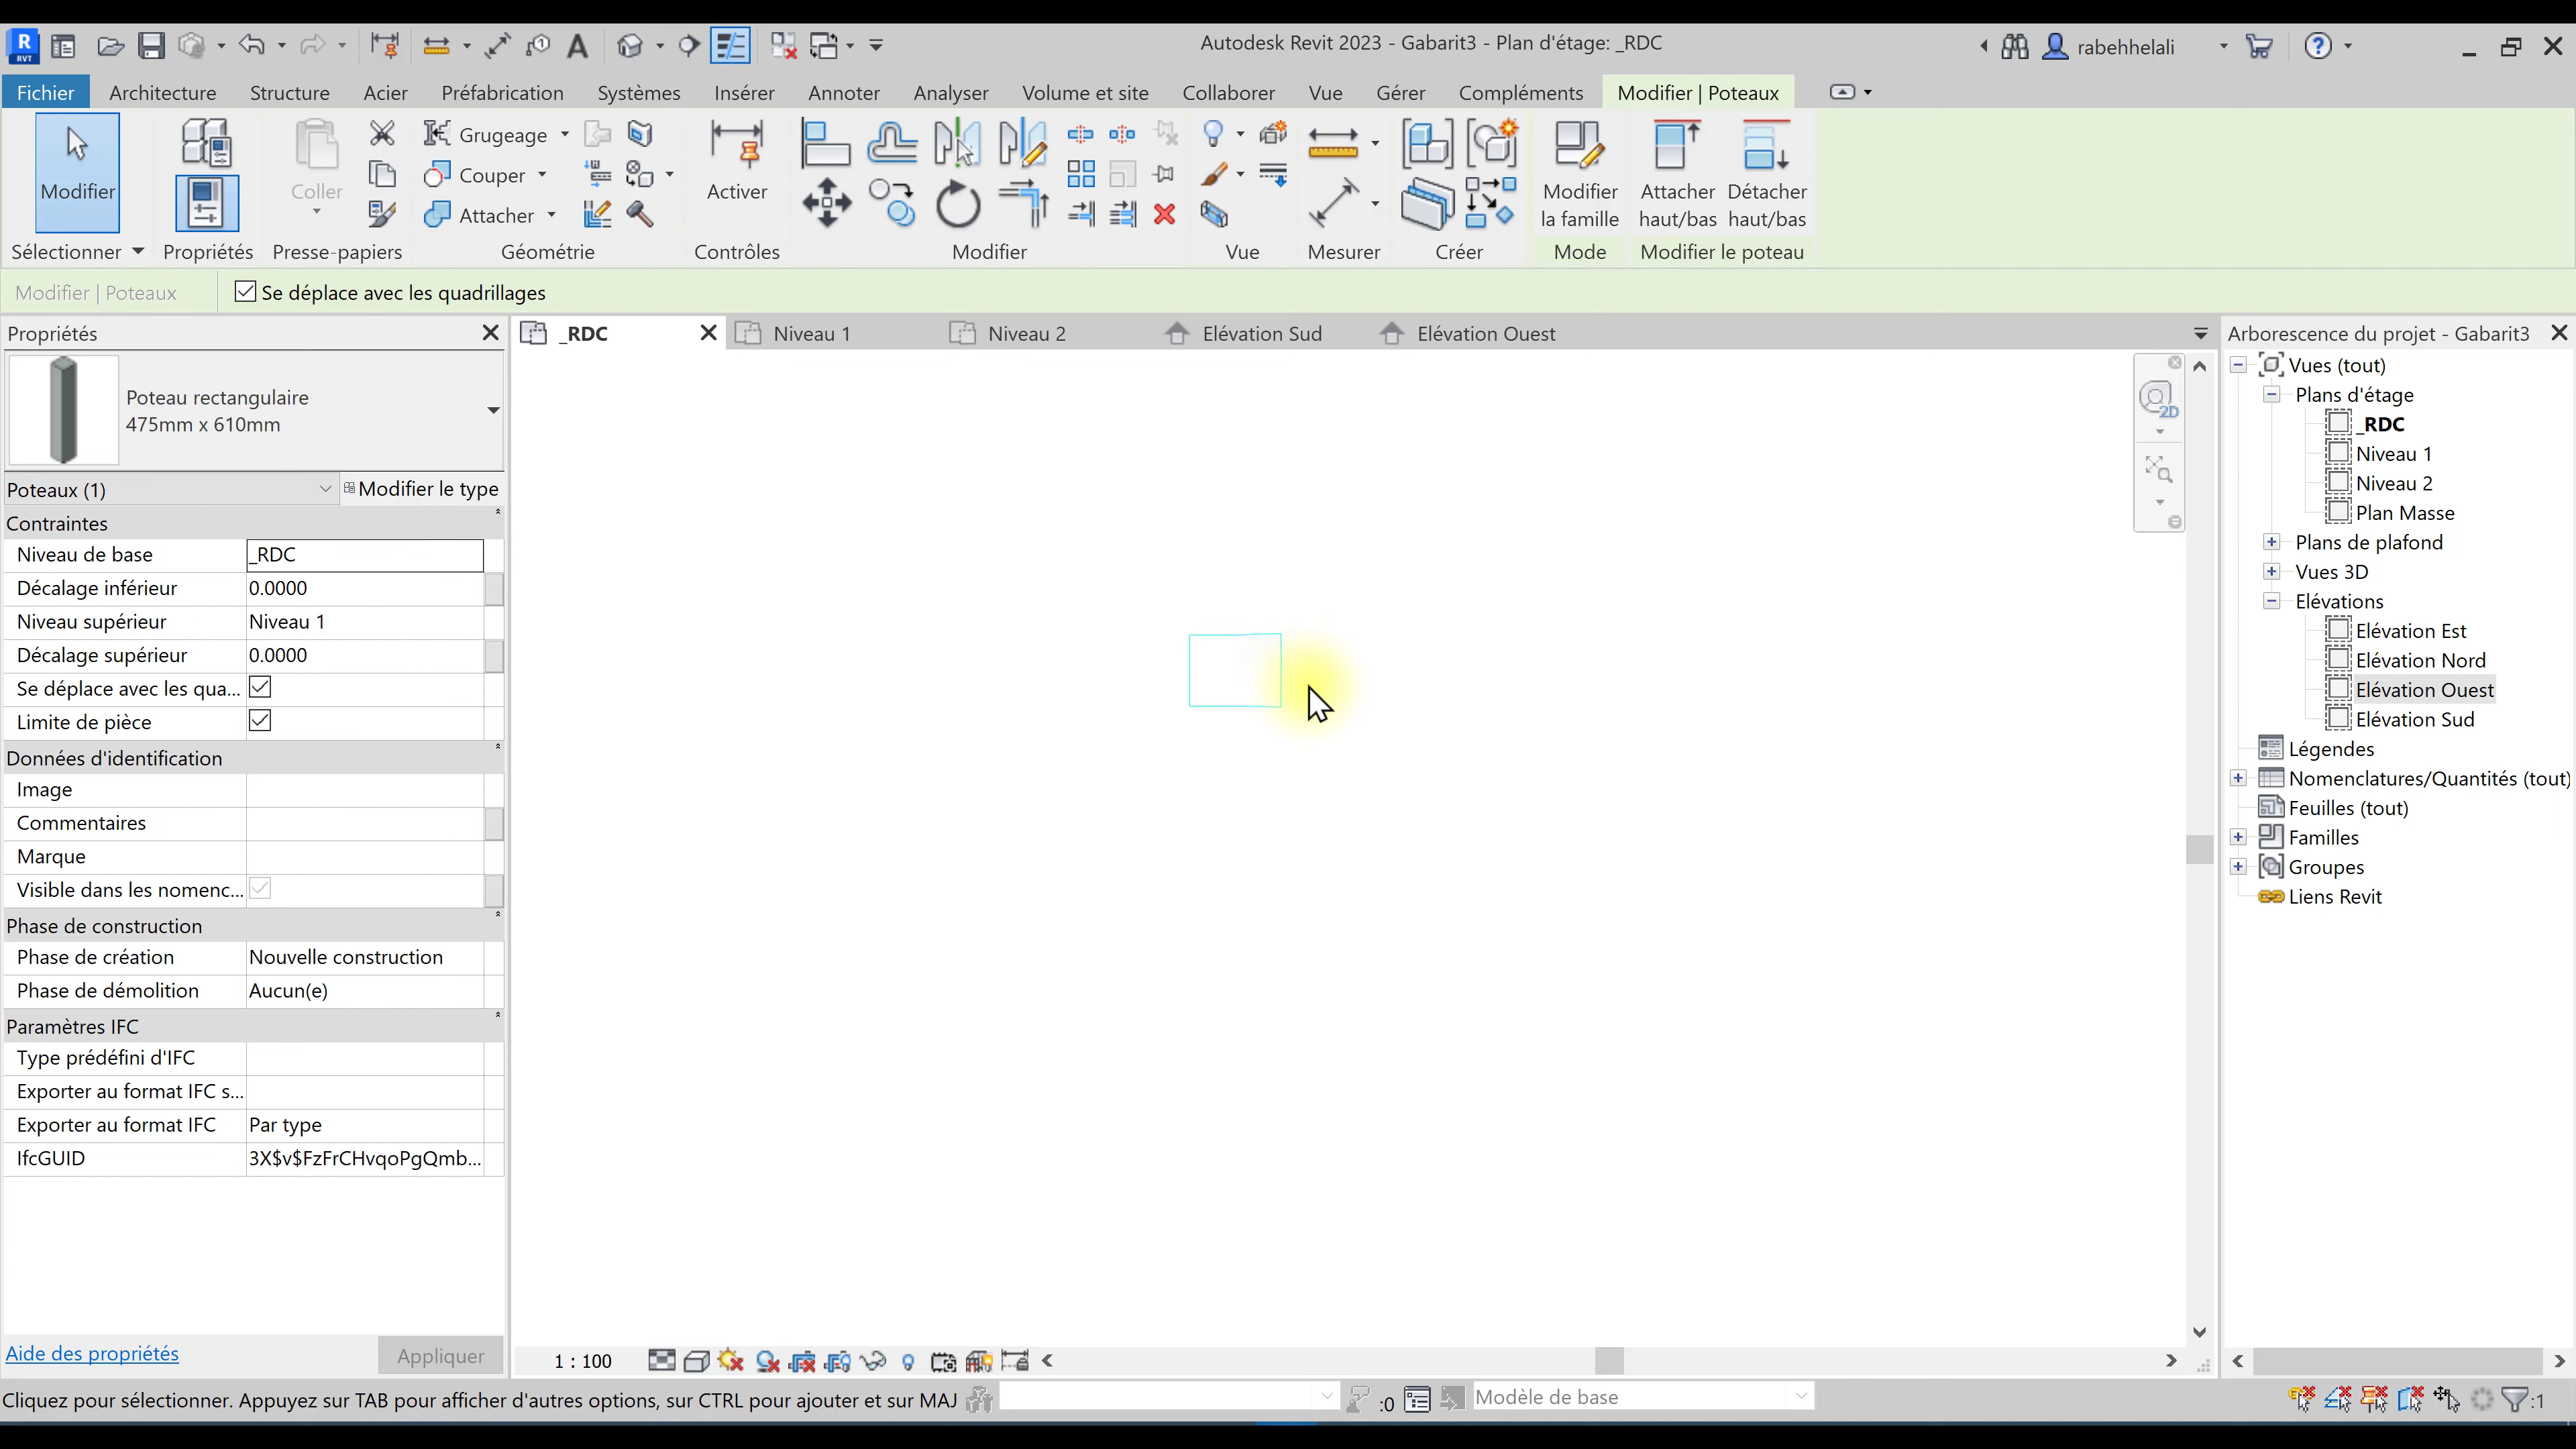 Autodesk Revit 2023 - Gabarit3 - Plan d'étage: _RDC
rabehhelali
R
RVT
Fichier
Architecture
Structure
Acier
Préfabrication
Systèmes
Insérer
Annoter
Analyser
Volume et site
Collaborer
Vue
Gérer
Compléments
Modifier | Poteaux
Modifier
Coller
Grugeage
Couper
Attacher
Activer
Modifier
la famille
Attacher
haut/bas
Détacher
haut/bas
Sélectionner
Propriétés
Presse-papiers
Géométrie
Contrôles
Modifier
Vue
Mesurer
Créer
Mode
Modifier le poteau
Modifier | Poteaux
Se déplace avec les quadrillages
Propriétés
Poteau rectangulaire
475mm x 610mm
Poteaux (1)
Modifier le type
Contraintes
Niveau de base _RDC
Décalage inférieur 0.0000
Niveau supérieur Niveau 1
Décalage supérieur 0.0000
Se déplace avec les qua...
Limite de pièce
Données d'identification
Image
Commentaires
Marque
Visible dans les nomenc...
Phase de construction
Phase de création Nouvelle construction
Phase de démolition Aucun(e)
Paramètres IFC
Type prédéfini d'IFC
Exporter au format IFC s...
Exporter au format IFC Par type
IfcGUID 3X$v$FzFrCHvqoPgQmb...
Aide des propriétés
Appliquer
_RDC
Niveau 1
Niveau 2
Elévation Sud
Elévation Ouest
2D
Arborescence du projet - Gabarit3
Vues (tout)
Plans d'étage
_RDC
Niveau 1
Niveau 2
Plan Masse
Plans de plafond
Vues 3D
Elévations
Elévation Est
Elévation Nord
Elévation Ouest
Elévation Sud
Légendes
Nomenclatures/Quantités (tout)
Feuilles (tout)
Familles
Groupes
Liens Revit
1 : 100
Cliquez pour sélectionner. Appuyez sur TAB pour afficher d'autres options, sur CTRL pour ajouter et sur MAJ
:0
Modèle de base
:1